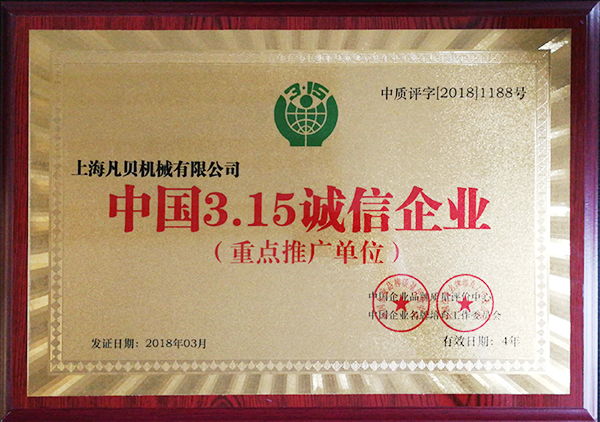 3·15
中质评字[2018]1188号
上海凡贝机械有限公司
中国3.15诚信企业
（重点推广单位）
中国企业品牌质量评价中心
中国企业名牌培育工作委员会
发证日期：2018年03月
有效日期：4年